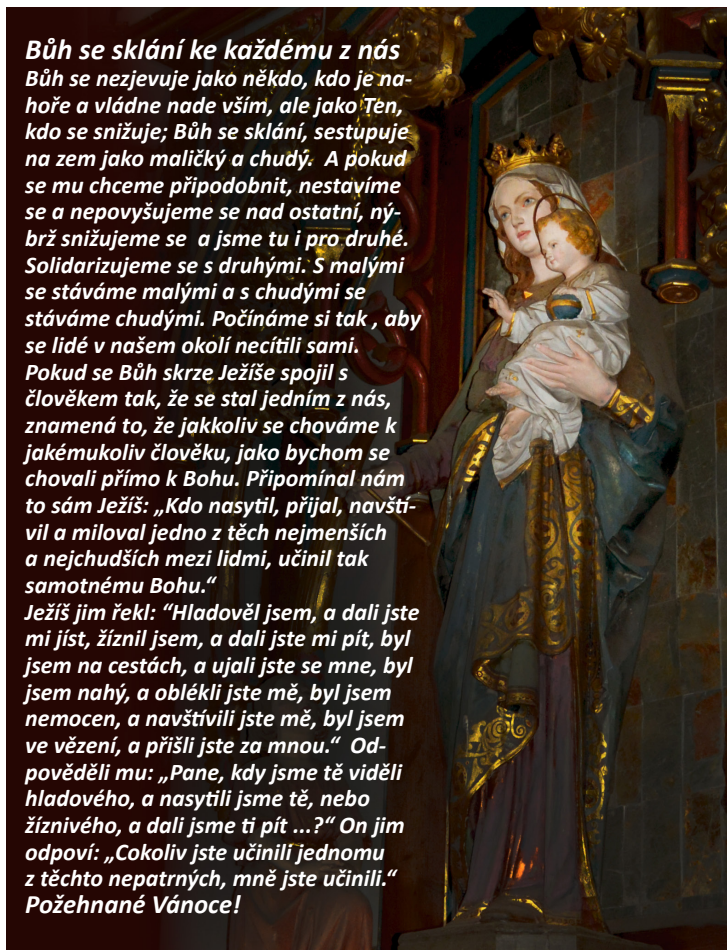 Bůh se sklání ke každému z nás
Bůh se nezjevuje jako někdo, kdo je na-
hoře a vládne nade vším, ale jako Ten,
kdo se snižuje; Bůh se sklání, sestupuje
na zem jako maličký a chudý.  A pokud
se mu chceme připodobnit, nestavíme
se a nepovyšujeme se nad ostatní, ný-
brž snižujeme se  a jsme tu i pro druhé.
Solidarizujeme se s druhými. S malými
se stáváme malými a s chudými se
stáváme chudými. Počínáme si tak , aby
se lidé v našem okolí necítili sami.
Pokud se Bůh skrze Ježíše spojil s
člověkem tak, že se stal jedním z nás,
znamená to, že jakkoliv se chováme k
jakémukoliv člověku, jako bychom se
chovali přímo k Bohu. Připomínal nám
to sám Ježíš: „Kdo nasytil, přijal, navští-
vil a miloval jedno z těch nejmenších
a nejchudších mezi lidmi, učinil tak
samotnému Bohu.“
Ježíš jim řekl: “Hladověl jsem, a dali jste
mi jíst, žíznil jsem, a dali jste mi pít, byl
jsem na cestách, a ujali jste se mne, byl
jsem nahý, a oblékli jste mě, byl jsem
nemocen, a navštívili jste mě, byl jsem
ve vězení, a přišli jste za mnou.“  Od-
pověděli mu: „Pane, kdy jsme tě viděli
hladového, a nasytili jsme tě, nebo
žíznivého, a dali jsme ti pít ...?“ On jim
odpoví: „Cokoliv jste učinili jednomu
z těchto nepatrných, mně jste učinili.“
Požehnané Vánoce!